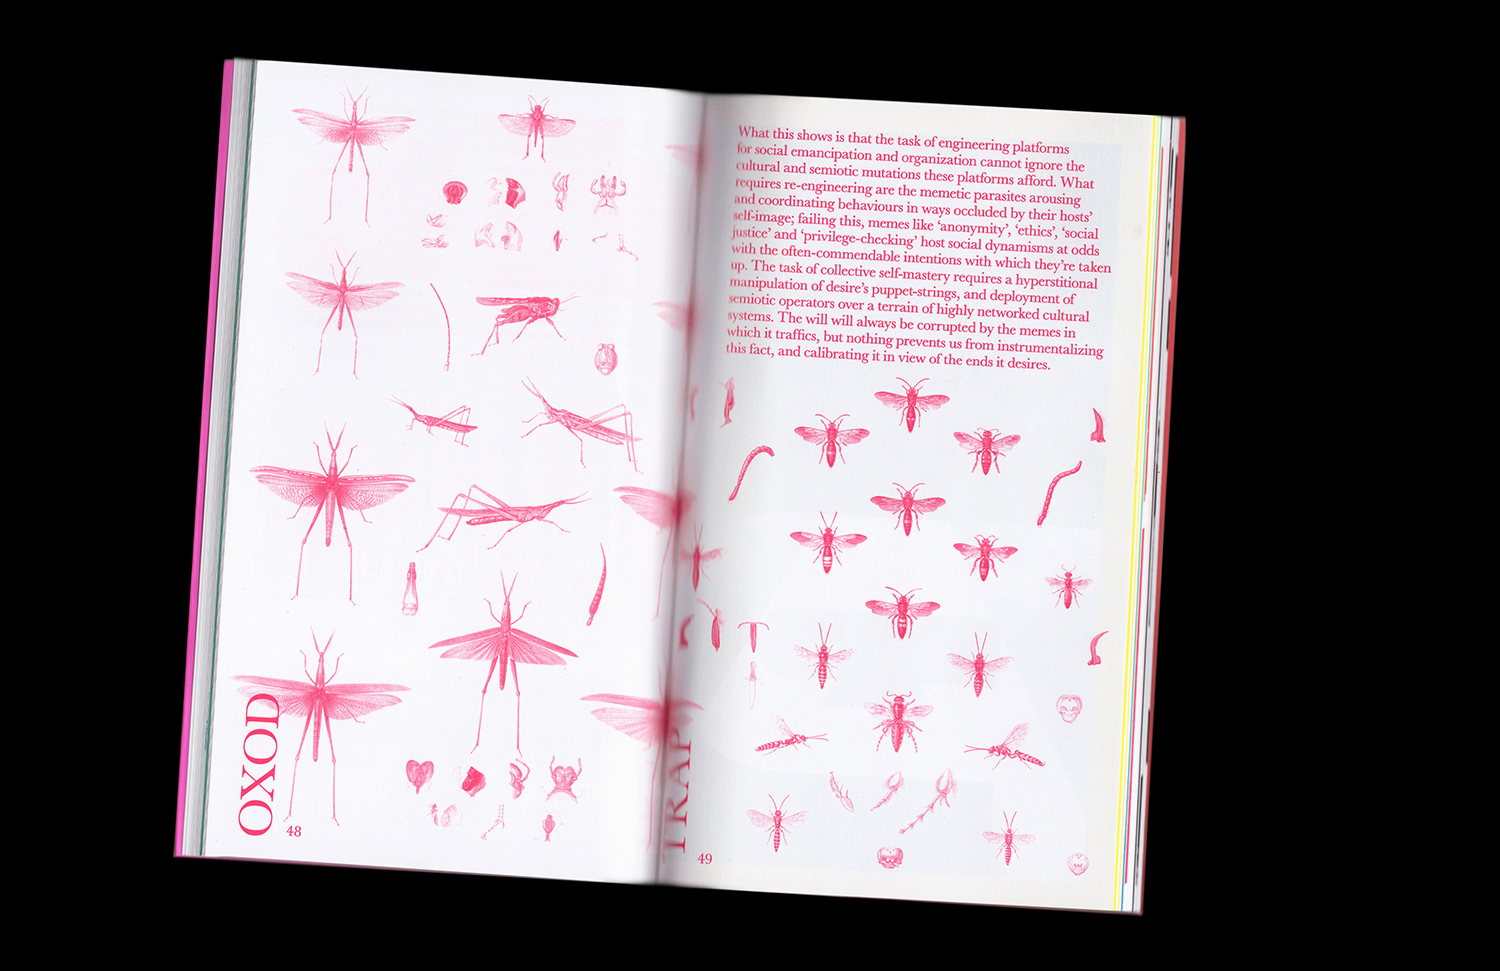 OXOD
48
What this shows is that the task of engineering platforms
for social emancipation and organization cannot ignore the
cultural and semiotic mutations these platforms afford. What
requires re-engineering are the memetic parasites arousing
and coordinating behaviours in ways occluded by their hosts’
self-image; failing this, memes like ‘anonymity’, ‘ethics’, ‘social
justice’ and ‘privilege-checking’ host social dynamisms at odds
with the often-commendable intentions with which they’re taken
up. The task of collective self-mastery requires a hyperstitional
manipulation of desire’s puppet-strings, and deployment of
semiotic operators over a terrain of highly networked cultural
systems. The will will always be corrupted by the memes in
which it traffics, but nothing prevents us from instrumentalizing
this fact, and calibrating it in view of the ends it desires.
TRAP
49